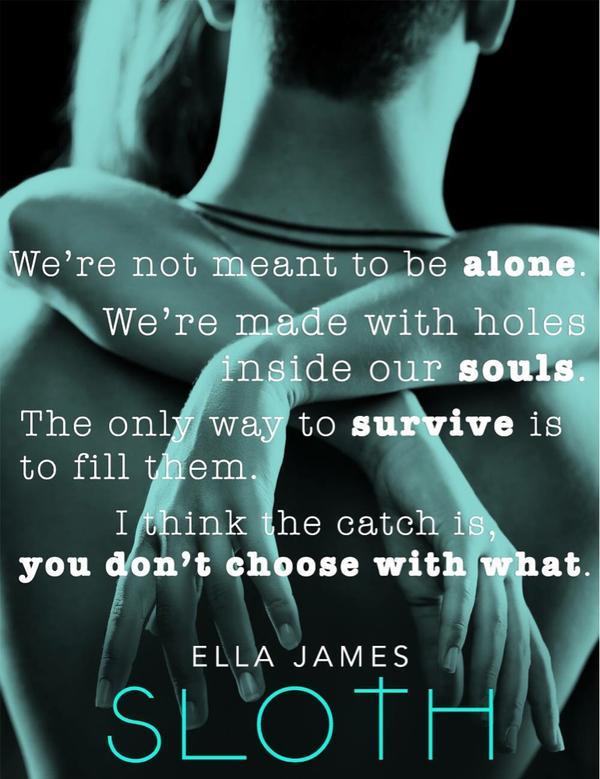 We're not meant to be alone.
We're made with holes
inside our souls.
The only way to survive is
to fill them.
I think the catch is,
you don't choose with what.
ELLA JAMES
SLOTH